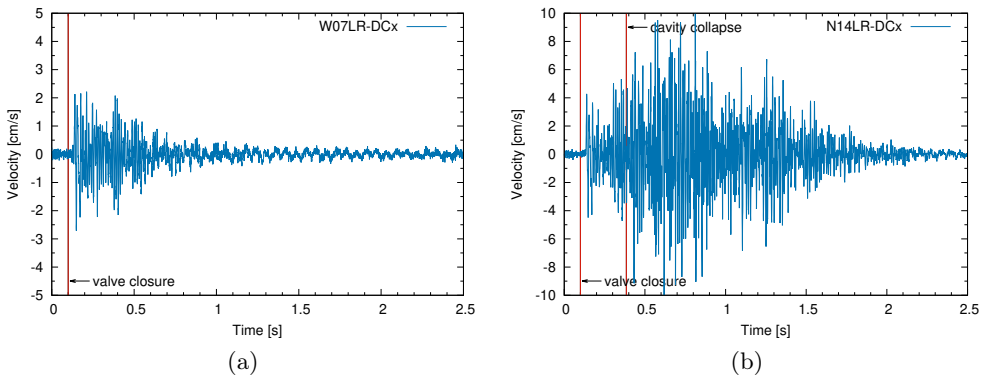 5
4
3
2
1
0
-1
-2
-3
-4
-5
Velocity [cm/s]
W07LR-DCx
valve closure
0 0.5 1 1.5 2 2.5
Time [s]
(a)
10
8
6
4
2
0
-2
-4
-6
-8
-10
Velocity [cm/s]
N14LR-DCx
cavity collapse
valve closure
0 0.5 1 1.5 2 2.5
Time [s]
(b)